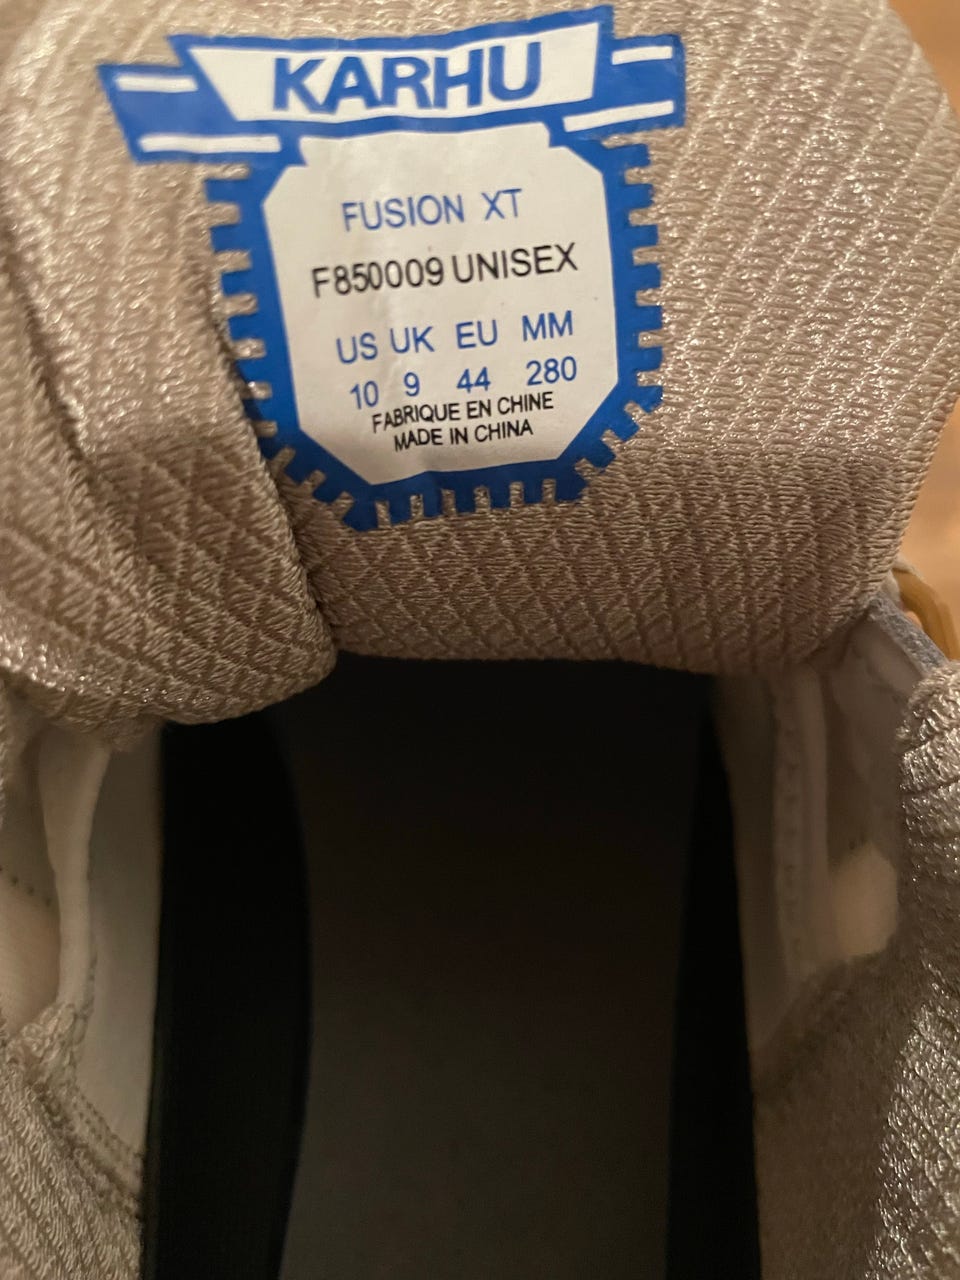 KARHU
FUSION XT
F850009 UNISEX
US UK EU MM
10 9 44 280
FABRIQUE EN CHINE
MADE IN CHINA